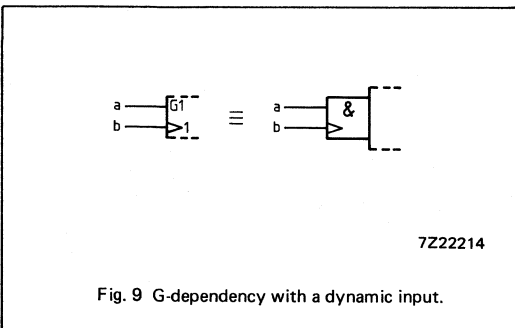 a G1 a &
b 1 ≡ b
7Z22214
Fig. 9 G-dependency with a dynamic input.